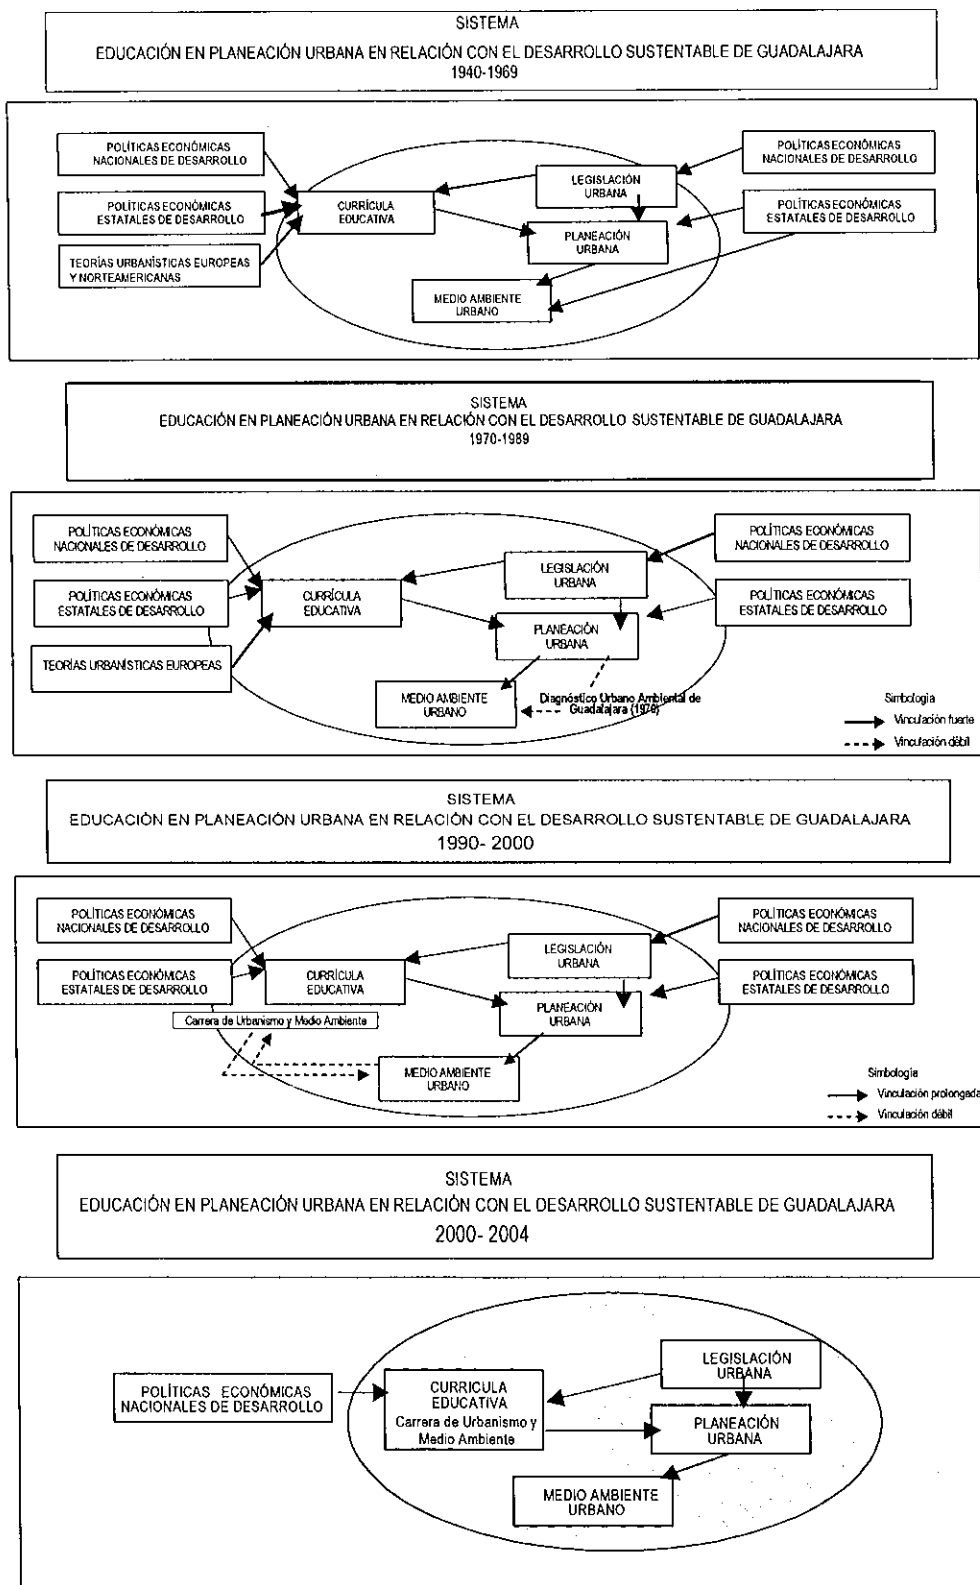 SISTEMA
EDUCACIÓN EN PLANEACIÓN URBANA EN RELACIÓN CON EL DESARROLLO SUSTENTABLE DE GUADALAJARA
1940-1969
POLÍTICAS ECONÓMICAS
NACIONALES DE DESARROLLO
POLÍTICAS ECONÓMICAS
ESTATALES DE DESARROLLO
TEORÍAS URBANÍSTICAS EUROPEAS
Y NORTEAMERICANAS
CURRÍCULA
EDUCATIVA
LEGISLACIÓN
URBANA
PLANEACIÓN
URBANA
MEDIO AMBIENTE
URBANO
POLÍTICAS ECONÓMICAS
NACIONALES DE DESARROLLO
POLÍTICAS ECONÓMICAS
ESTATALES DE DESARROLLO
SISTEMA
EDUCACIÓN EN PLANEACIÓN URBANA EN RELACIÓN CON EL DESARROLLO SUSTENTABLE DE GUADALAJARA
1970-1989
POLÍTICAS ECONÓMICAS
NACIONALES DE DESARROLLO
POLÍTICAS ECONÓMICAS
ESTATALES DE DESARROLLO
TEORÍAS URBANÍSTICAS EUROPEAS
CURRÍCULA
EDUCATIVA
LEGISLACIÓN
URBANA
PLANEACIÓN
URBANA
MEDIO AMBIENTE
URBANO
Diagnóstico Urbano Ambiental de
Guadalajara (1979)
POLÍTICAS ECONÓMICAS
NACIONALES DE DESARROLLO
POLÍTICAS ECONÓMICAS
ESTATALES DE DESARROLLO
Simbología
Vinculación fuerte
Vinculación débil
SISTEMA
EDUCACIÓN EN PLANEACIÓN URBANA EN RELACIÓN CON EL DESARROLLO SUSTENTABLE DE GUADALAJARA
1990- 2000
POLÍTICAS ECONÓMICAS
NACIONALES DE DESARROLLO
POLÍTICAS ECONÓMICAS
ESTATALES DE DESARROLLO
Carrera de Urbanismo y Medio Ambiente
CURRÍCULA
EDUCATIVA
LEGISLACIÓN
URBANA
PLANEACIÓN
URBANA
MEDIO AMBIENTE
URBANO
POLÍTICAS ECONÓMICAS
NACIONALES DE DESARROLLO
POLÍTICAS ECONÓMICAS
ESTATALES DE DESARROLLO
Simbología
Vinculación prolongada
Vinculación débil
SISTEMA
EDUCACIÓN EN PLANEACIÓN URBANA EN RELACIÓN CON EL DESARROLLO SUSTENTABLE DE GUADALAJARA
2000- 2004
POLÍTICAS ECONÓMICAS
NACIONALES DE DESARROLLO
CURRICULA
EDUCATIVA
Carrera de Urbanismo y
Medio Ambiente
LEGISLACIÓN
URBANA
PLANEACIÓN
URBANA
MEDIO AMBIENTE
URBANO